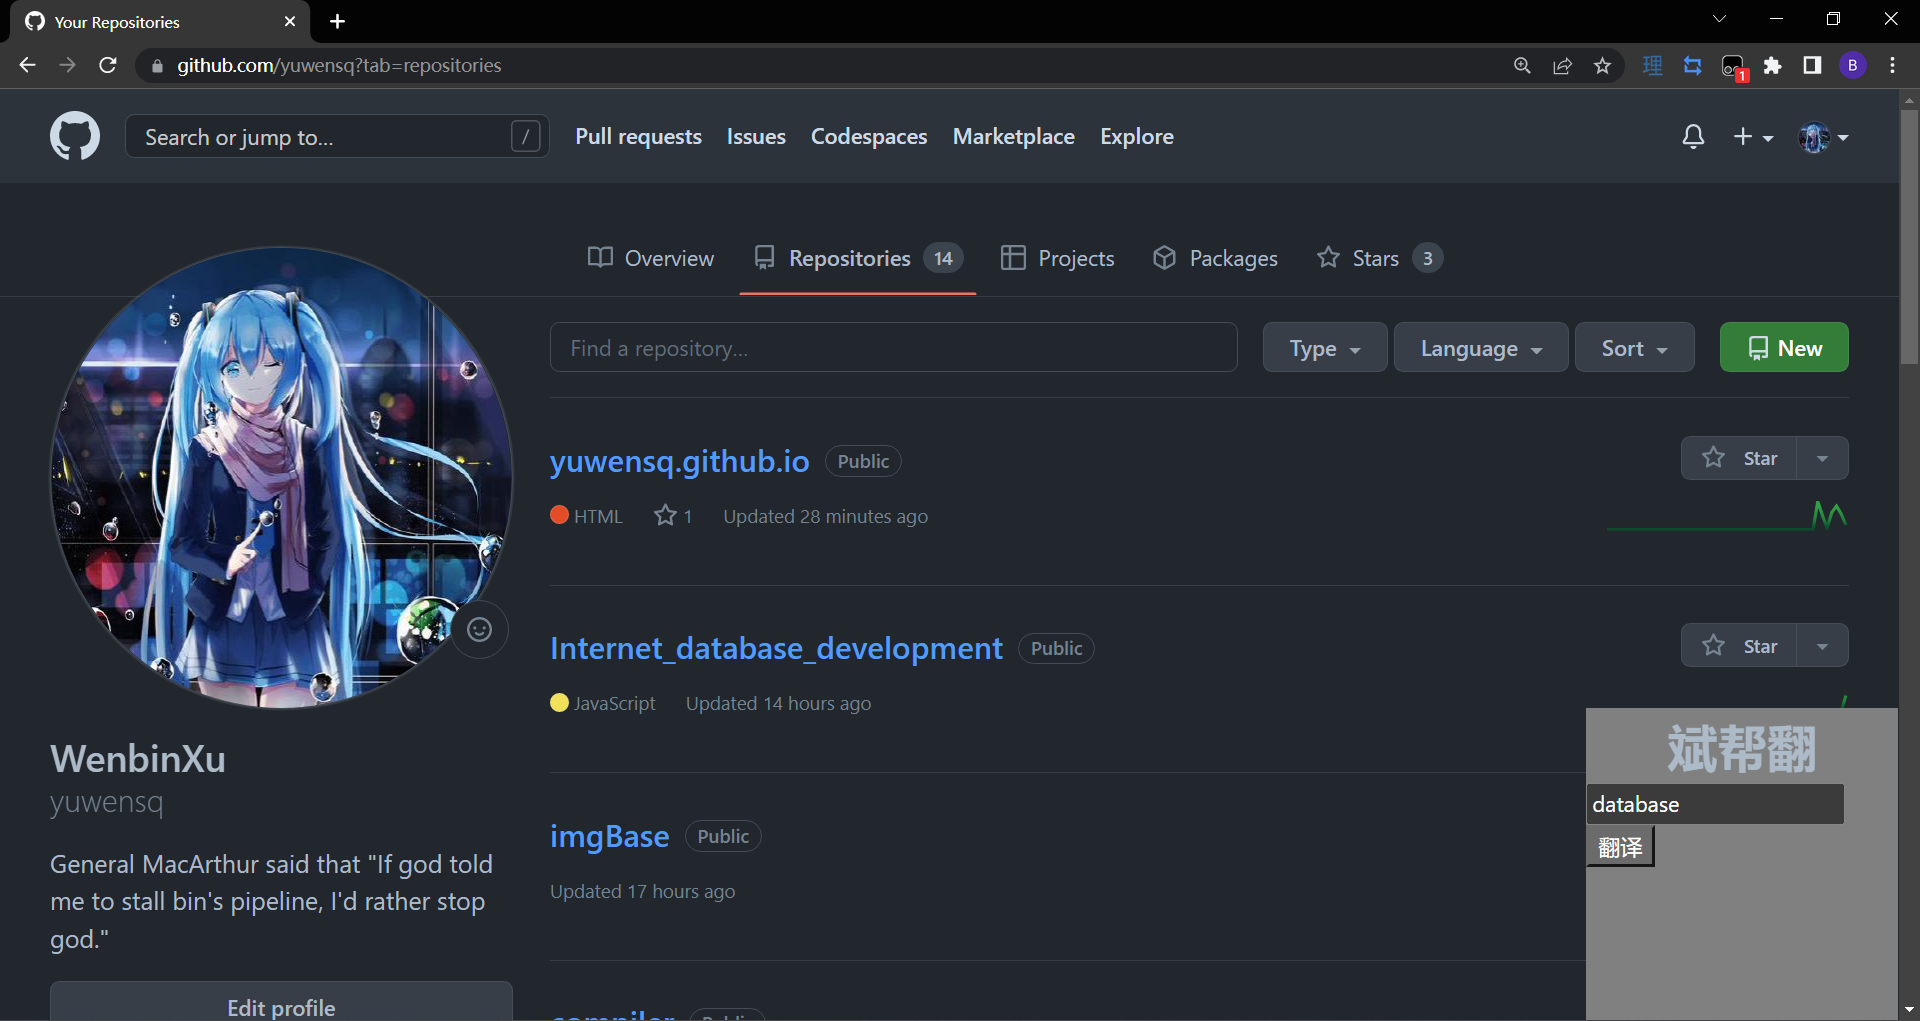 Your Repositories
github.com/yuwensq?tab=repositories
理
1
B
Search or jump to...
/
Pull requests
Issues
Codespaces
Marketplace
Explore
Overview
Repositories 14
Projects
Packages
Stars 3
Find a repository...
Type
Language
Sort
New
yuwensq.github.io Public
Star
HTML 1 Updated 28 minutes ago
Internet_database_development Public
Star
JavaScript Updated 14 hours ago
imgBase Public
Updated 17 hours ago
compiler Public
WenbinXu
yuwensq
General MacArthur said that "If god told
me to stall bin's pipeline, I'd rather stop
god."
Edit profile
斌帮翻
database
翻译